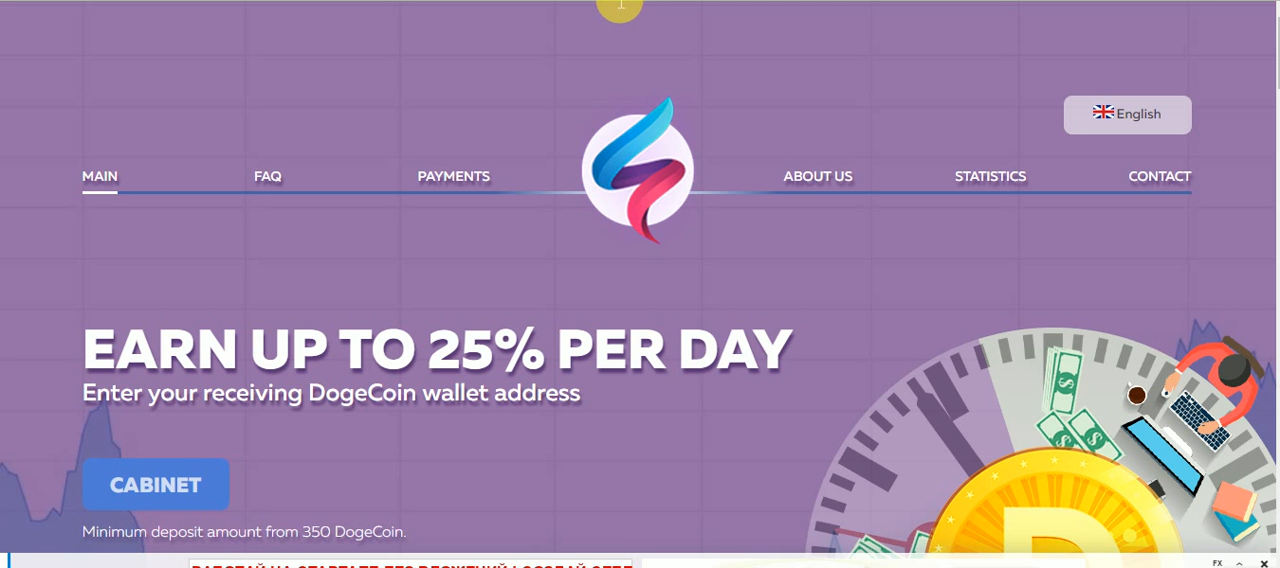 English
MAIN FAQ PAYMENTS ABOUT US STATISTICS CONTACT
EARN UP TO 25% PER DAY
Enter your receiving DogeCoin wallet address
CABINET
Minimum deposit amount from 350 DogeCoin.
FX